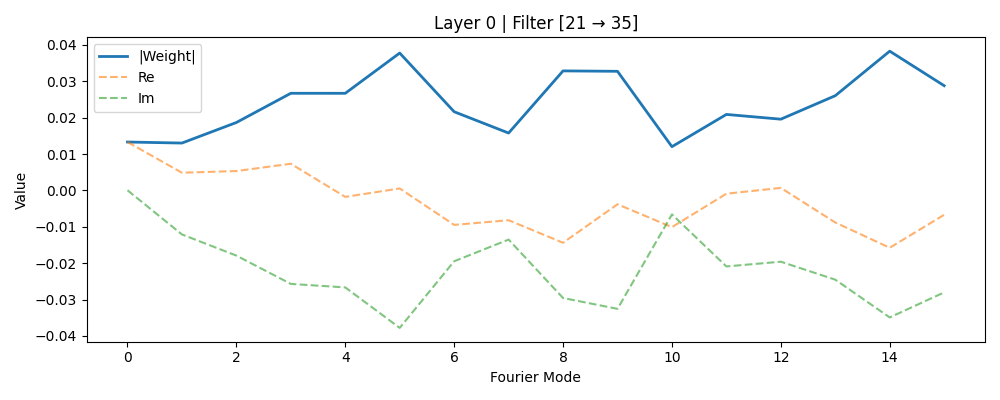 Layer 0 | Filter [21 → 35]
|Weight|
Re
Im
0.04
0.03
0.02
0.01
0.00
−0.01
−0.02
−0.03
−0.04
Value
0 2 4 6 8 10 12 14
Fourier Mode